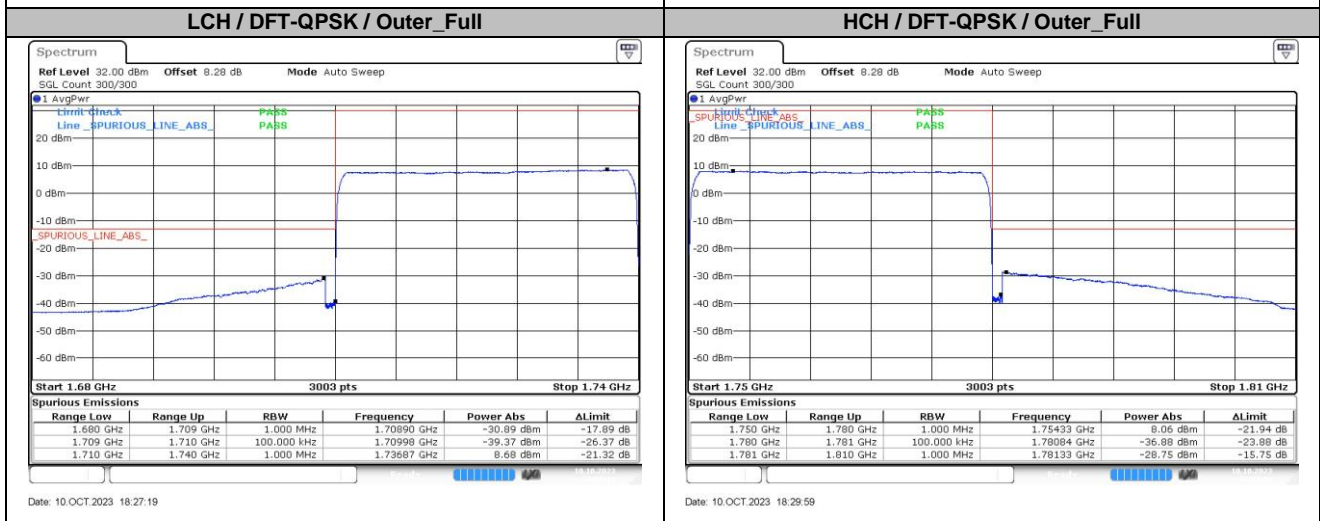 LCH / DFT-QPSK / Outer_Full
Spectrum
Ref Level 32.00 dBm Offset 8.28 dB Mode Auto Sweep
SGL Count 300/300
1 AvgPwr
Limit Check PASS
Line _SPURIOUS_LINE_ABS_ PASS
20 dBm
10 dBm
0 dBm
-10 dBm
_SPURIOUS_LINE_ABS_
-20 dBm
-30 dBm
-40 dBm
-50 dBm
-60 dBm
Start 1.68 GHz 3003 pts Stop 1.74 GHz
Spurious Emissions
Range Low Range Up RBW Frequency Power Abs ΔLimit
1.680 GHz 1.709 GHz 1.000 MHz 1.70890 GHz -30.89 dBm -17.89 dB
1.709 GHz 1.710 GHz 100.000 kHz 1.70998 GHz -39.37 dBm -26.37 dB
1.710 GHz 1.740 GHz 1.000 MHz 1.73687 GHz 8.68 dBm -21.32 dB
Date: 10.OCT.2023 18:27:19
HCH / DFT-QPSK / Outer_Full
Spectrum
Ref Level 32.00 dBm Offset 8.28 dB Mode Auto Sweep
SGL Count 300/300
1 AvgPwr
Limit Check PASS
_SPURIOUS_LINE_ABS_
Line _SPURIOUS_LINE_ABS_ PASS
20 dBm
10 dBm
0 dBm
-10 dBm
-20 dBm
-30 dBm
-40 dBm
-50 dBm
-60 dBm
Start 1.75 GHz 3003 pts Stop 1.81 GHz
Spurious Emissions
Range Low Range Up RBW Frequency Power Abs ΔLimit
1.750 GHz 1.780 GHz 1.000 MHz 1.75433 GHz 8.06 dBm -21.94 dB
1.780 GHz 1.781 GHz 100.000 kHz 1.78084 GHz -36.88 dBm -23.88 dB
1.781 GHz 1.810 GHz 1.000 MHz 1.78133 GHz -28.75 dBm -15.75 dB
Date: 10.OCT.2023 18:29:59